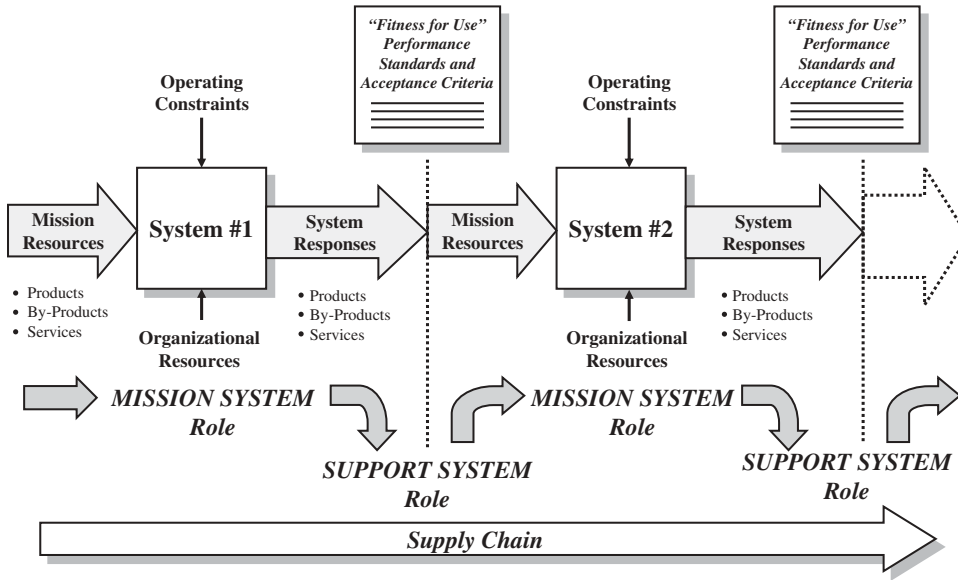 “Fitness for Use”
Performance
Standards and
Acceptance Criteria
“Fitness for Use”
Performance
Standards and
Acceptance Criteria
Operating
Constraints
Operating
Constraints
Mission
Resources
System #1
System
Responses
Mission
Resources
System #2
System
Responses
• Products
• By-Products
• Services
• Products
• By-Products
• Services
• Products
• By-Products
• Services
Organizational
Resources
Organizational
Resources
MISSION SYSTEM
Role
MISSION SYSTEM
Role
SUPPORT SYSTEM
Role
SUPPORT SYSTEM
Role
Supply Chain